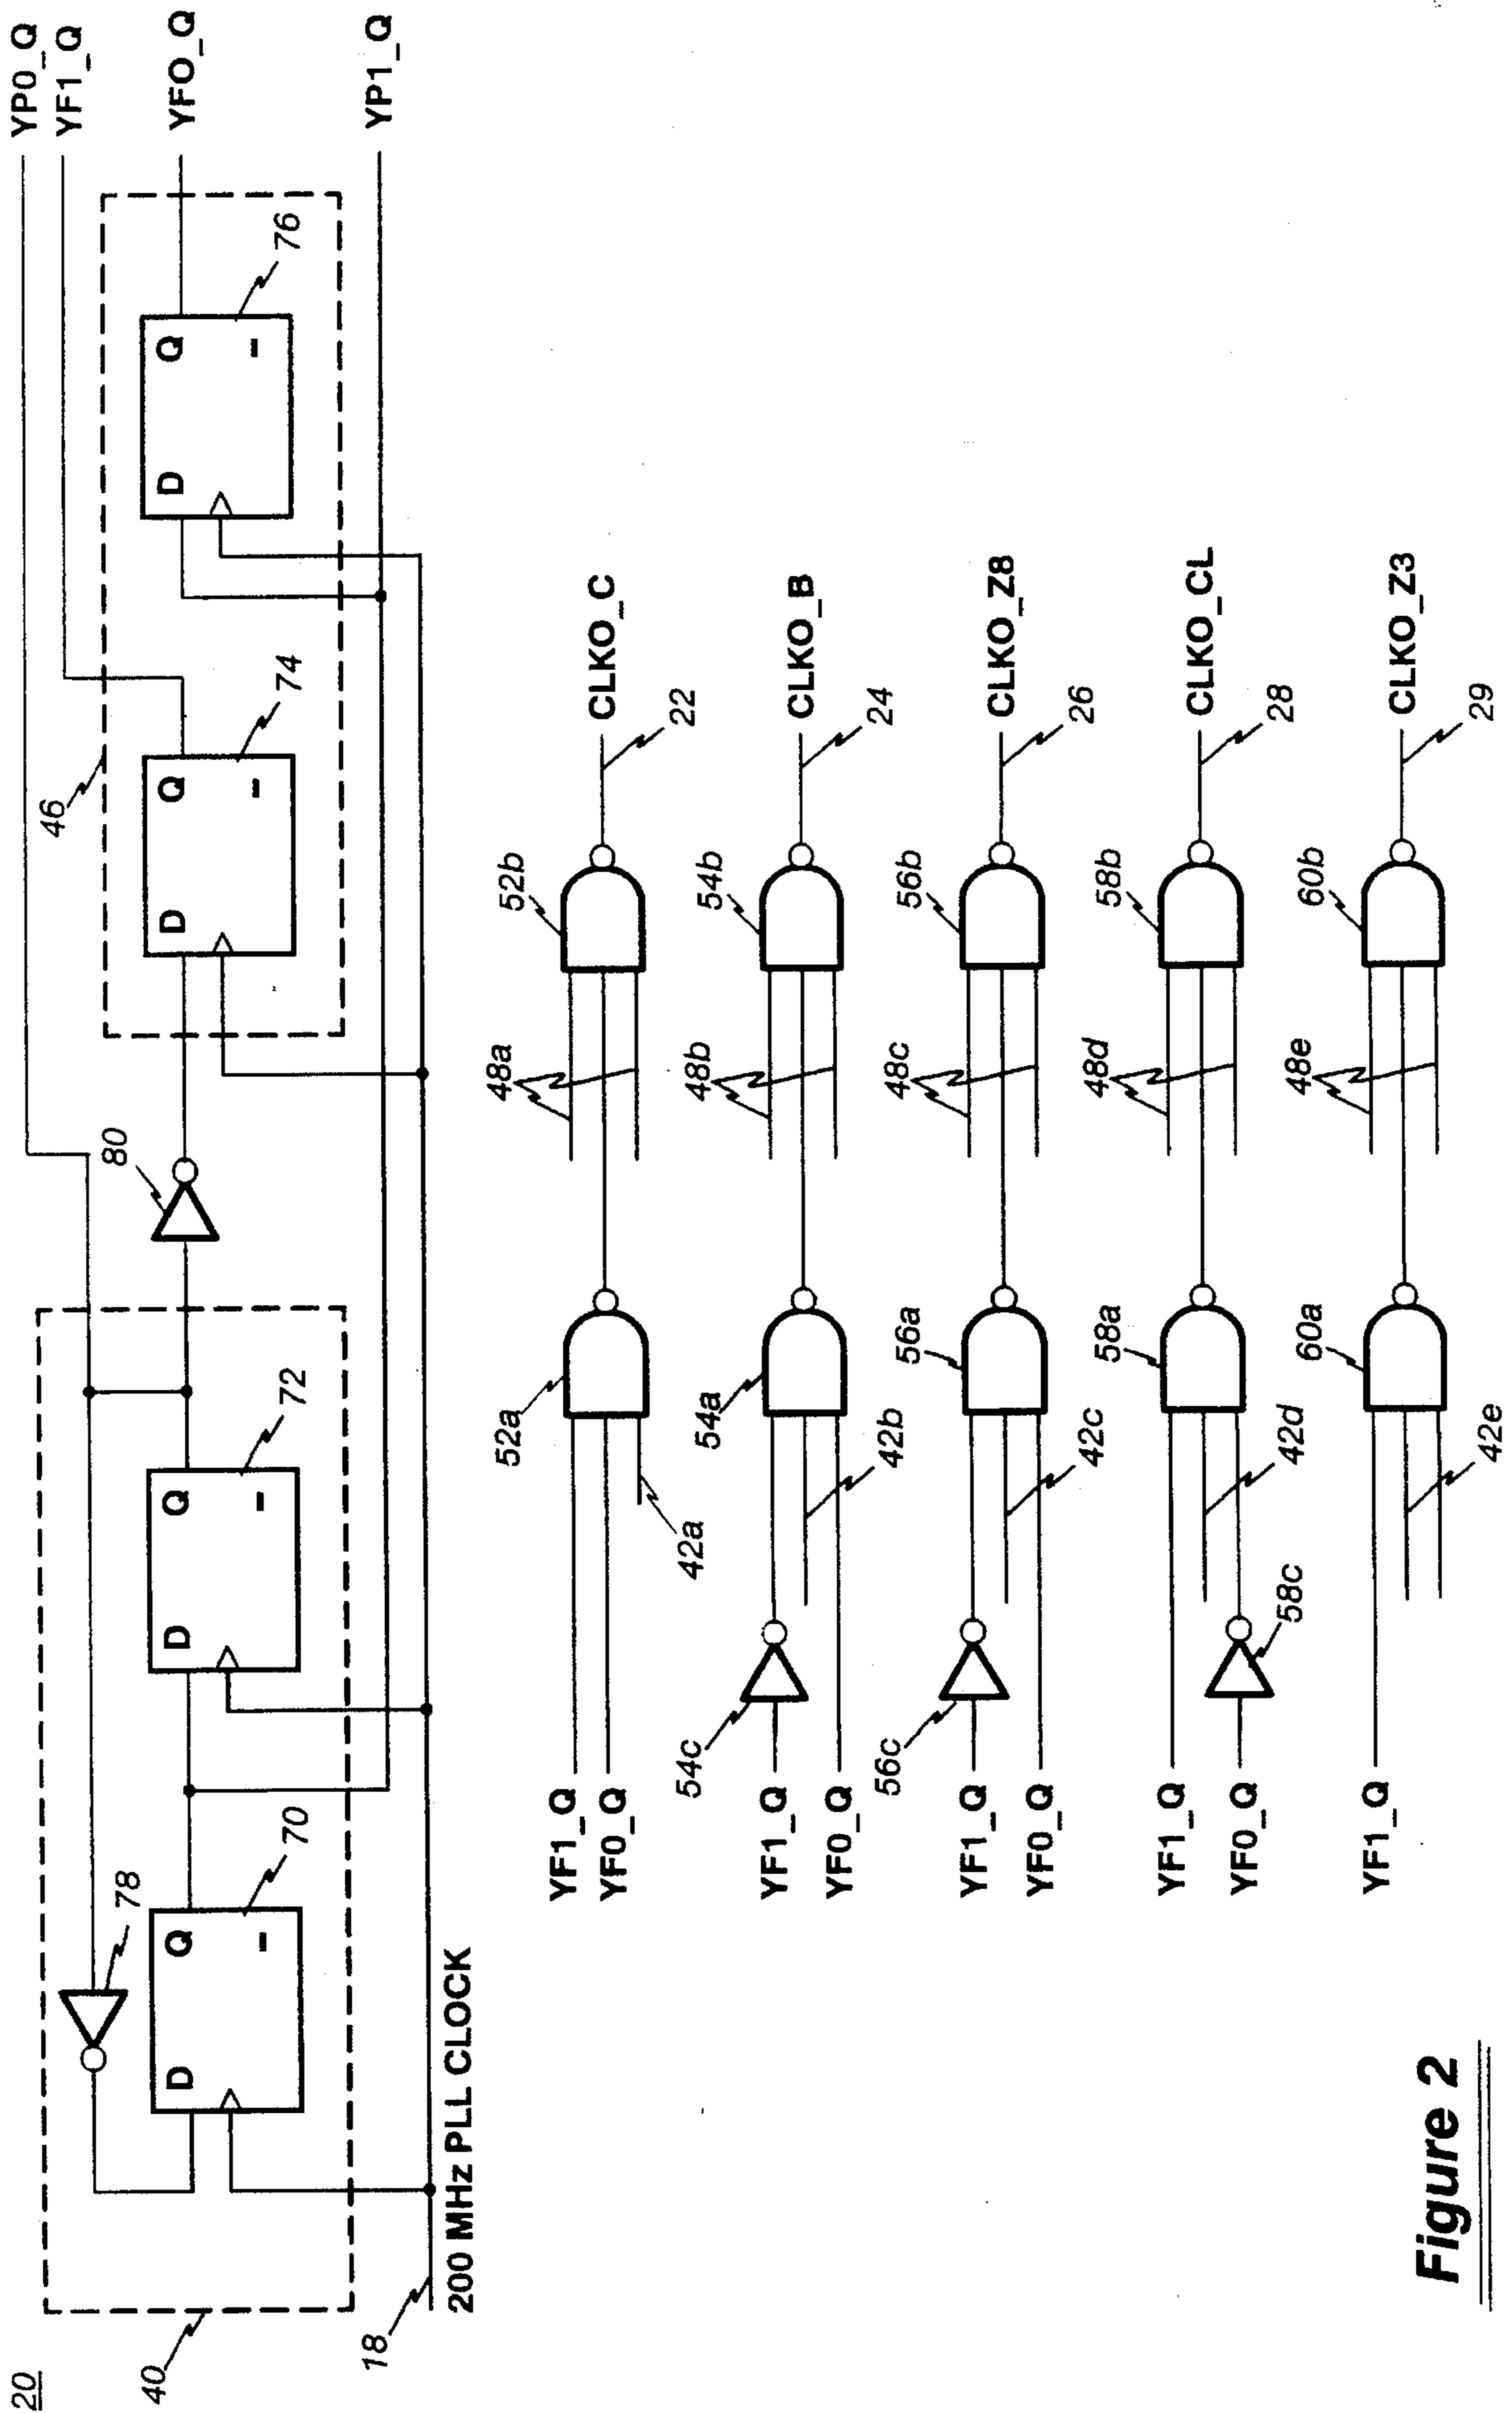 20
YP0_Q
YF1_Q
YFO_Q
YP1_Q
40
46
78
80
D Q
70
D Q
72
D Q
74
D Q
76
18
200 MHz PLL CLOCK
YF1_Q
YF0_Q
52a
42a
48a
52b
CLKO_C
22
YF1_Q
YF0_Q
54c
54a
42b
48b
54b
CLKO_B
24
YF1_Q
YF0_Q
56c
56a
42c
48c
56b
CLKO_Z8
26
YF1_Q
YF0_Q
58c
58a
42d
48d
58b
CLKO_CL
28
YF1_Q
60a
42e
48e
60b
CLKO_Z3
29
Figure 2